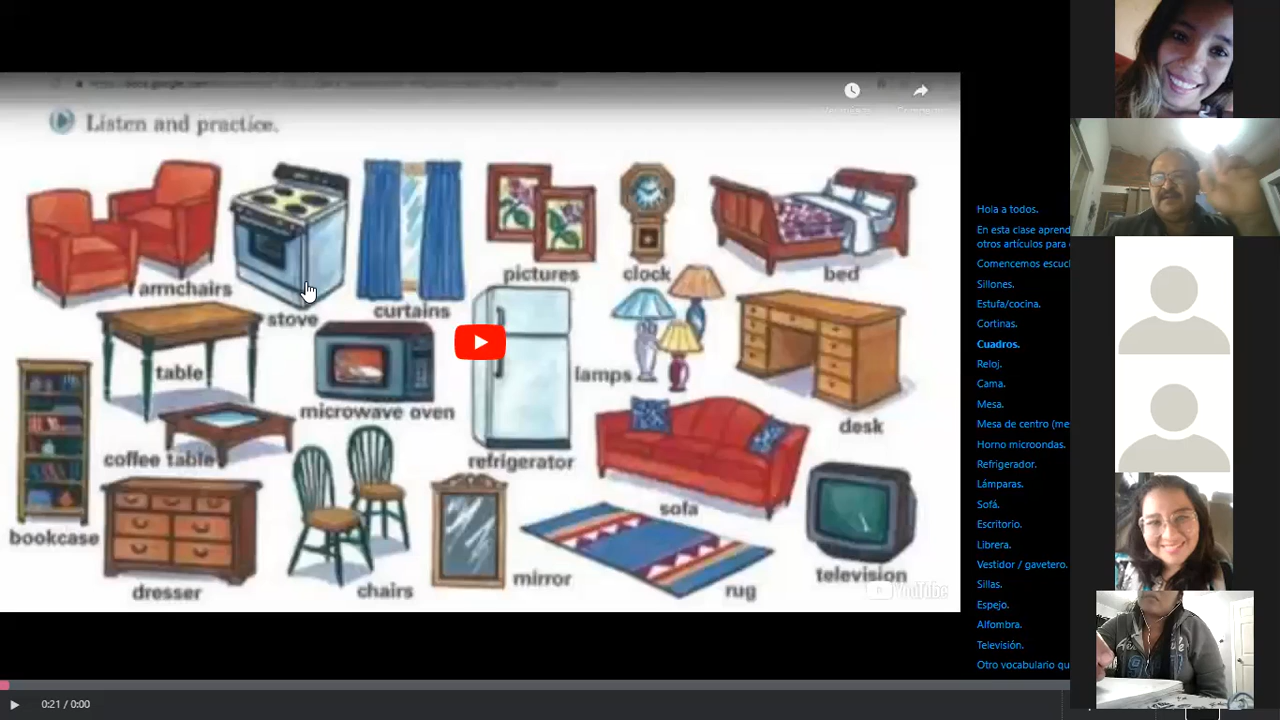 Listen and practice.
armchairs
stove
curtains
pictures
clock
bed
table
microwave oven
refrigerator
lamps
desk
coffee table
bookcase
dresser
chairs
mirror
sofa
rug
television
YouTube
Hola a todos.
En esta clase aprend
otros artículos para
Comencemos escuc
Sillones.
Estufa/cocina.
Cortinas.
Cuadros.
Reloj.
Cama.
Mesa.
Mesa de centro (me
Horno microondas.
Refrigerador.
Lámparas.
Sofá.
Escritorio.
Librera.
Vestidor / gavetero.
Sillas.
Espejo.
Alfombra.
Televisión.
Otro vocabulario qu
0:21 / 0:00